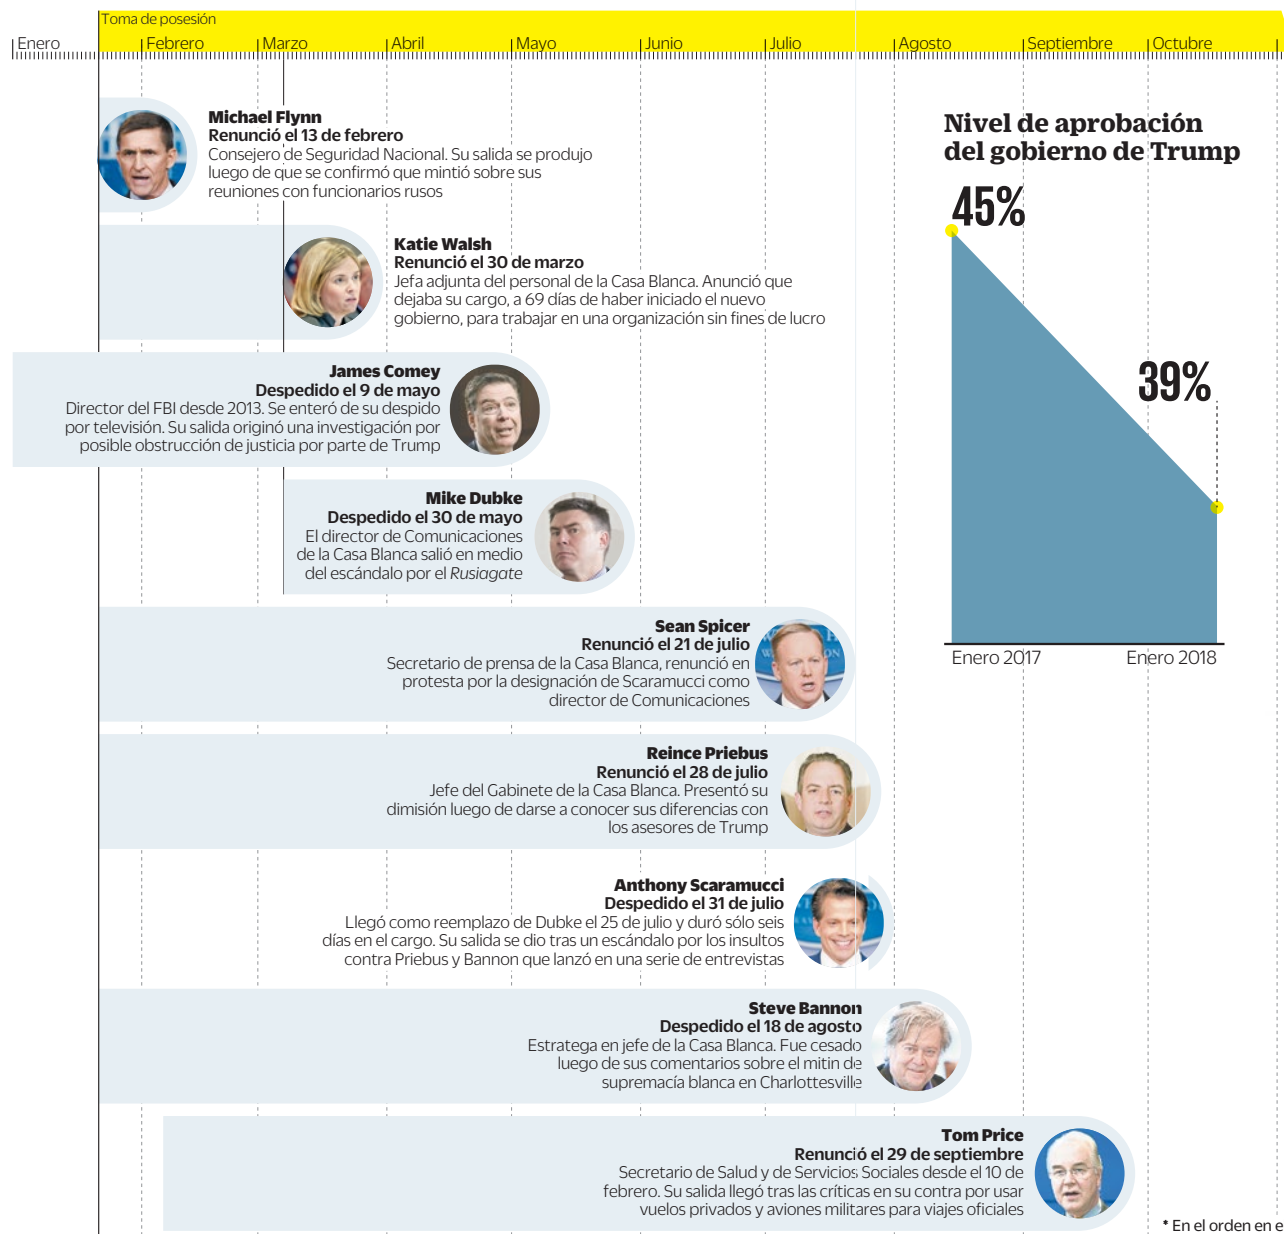 Toma de posesión
Enero
Febrero
Marzo
Abril
Mayo
Junio
Julio
Agosto
Septiembre
Octubre
Michael Flynn
Renunció el 13 de febrero
Consejero de Seguridad Nacional. Su salida se produjo
luego de que se confirmó que mintió sobre sus
reuniones con funcionarios rusos
Nivel de aprobación
del gobierno de Trump
45%
39%
Enero 2017
Enero 2018
Katie Walsh
Renunció el 30 de marzo
Jefa adjunta del personal de la Casa Blanca. Anunció que
dejaba su cargo, a 69 días de haber iniciado el nuevo
gobierno, para trabajar en una organización sin fines de lucro
James Comey
Despedido el 9 de mayo
Director del FBI desde 2013. Se enteró de su despido
por televisión. Su salida originó una investigación por
posible obstrucción de justicia por parte de Trump
Mike Dubke
Despedido el 30 de mayo
El director de Comunicaciones
de la Casa Blanca salió en medio
del escándalo por el Rusiagate
Sean Spicer
Renunció el 21 de julio
Secretario de prensa de la Casa Blanca, renunció en
protesta por la designación de Scaramucci como
director de Comunicaciones
Reince Priebus
Renunció el 28 de julio
Jefe del Gabinete de la Casa Blanca. Presentó su
dimisión luego de darse a conocer sus diferencias con
los asesores de Trump
Anthony Scaramucci
Despedido el 31 de julio
Llegó como reemplazo de Dubke el 25 de julio y duró sólo seis
días en el cargo. Su salida se dio tras un escándalo por los insultos
contra Priebus y Bannon que lanzó en una serie de entrevistas
Steve Bannon
Despedido el 18 de agosto
Estratega en jefe de la Casa Blanca. Fue cesado
luego de sus comentarios sobre el mitin de
supremacía blanca en Charlottesville
Tom Price
Renunció el 29 de septiembre
Secretario de Salud y de Servicios Sociales desde el 10 de
febrero. Su salida llegó tras las críticas en su contra por usar
vuelos privados y aviones militares para viajes oficiales
* En el orden en e